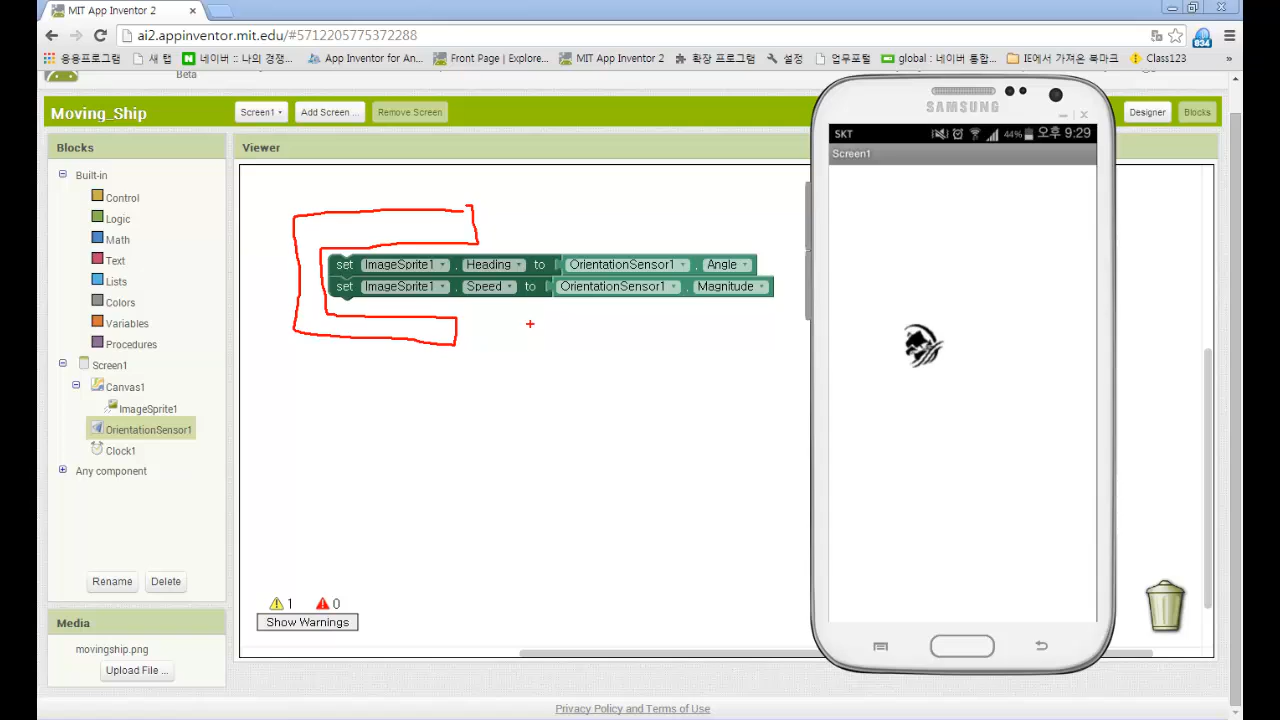 MIT App Inventor 2
ai2.appinventor.mit.edu/#5712205775372288
응용프로그램 새 탭 네이버 :: 나의 경쟁... App Inventor for An... Front Page | Explore... MIT App Inventor 2 확장 프로그램 설정 업무포털 global : 네이버 통합... IE에서 가져온 북마크 Class123 »
834
Beta
Moving_Ship Screen1 Add Screen ... Remove Screen Designer Blocks
Blocks
Viewer
Built-in
Control
Logic
Math
Text
Lists
Colors
Variables
Procedures
Screen1
Canvas1
ImageSprite1
OrientationSensor1
Clock1
Any component
Rename Delete
Media
movingship.png
Upload File ...
set ImageSprite1 . Heading to OrientationSensor1 . Angle
set ImageSprite1 . Speed to OrientationSensor1 . Magnitude
1 0
Show Warnings
SAMSUNG
SKT 44% 오후 9:29
Screen1
Privacy Policy and Terms of Use